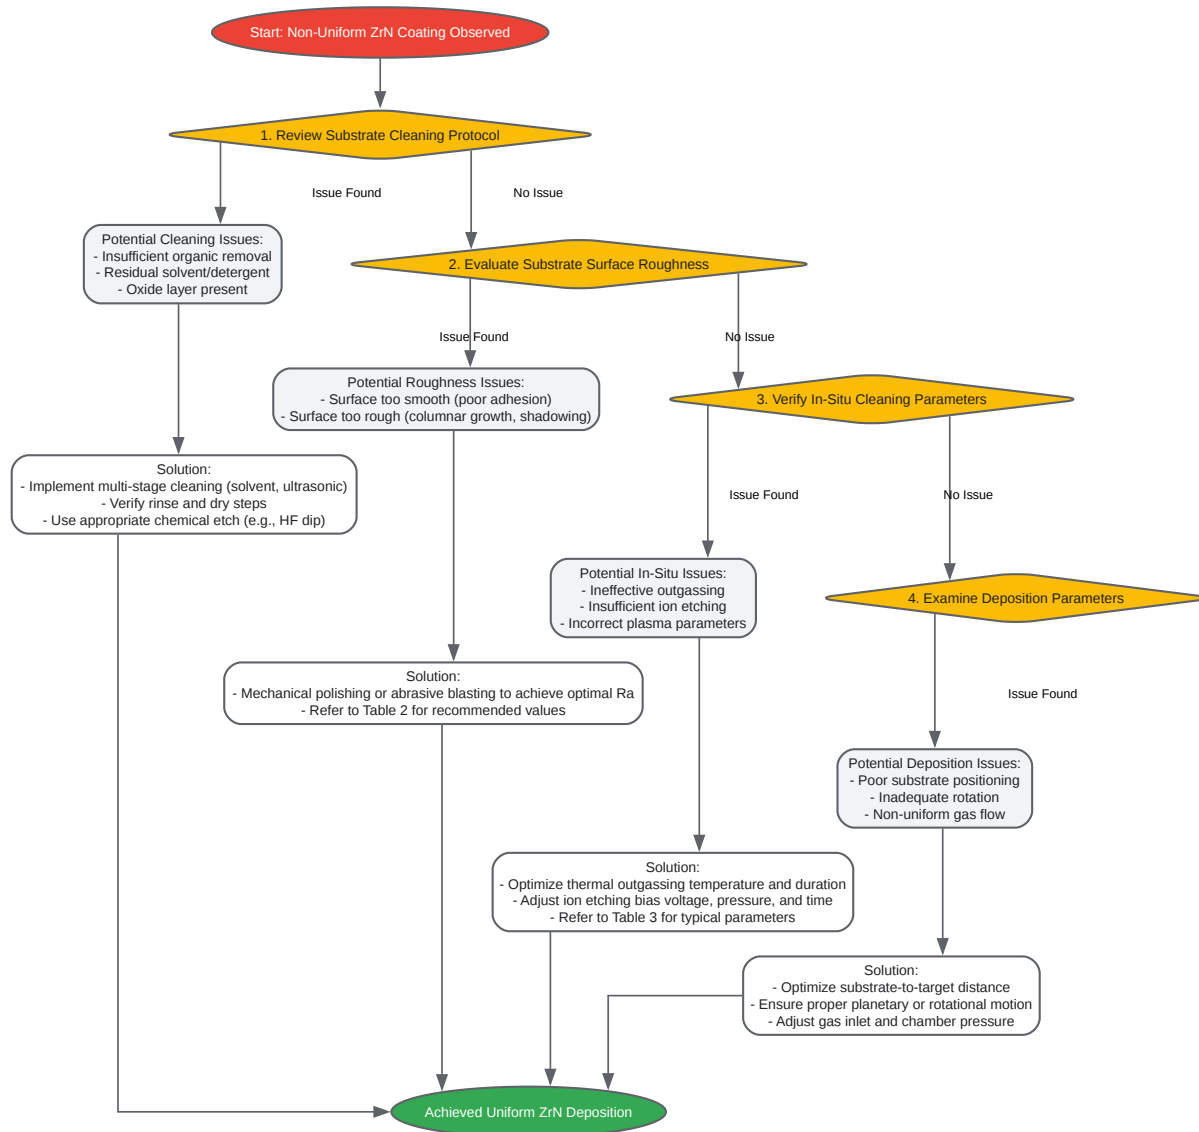 Start: Non-Uniform ZrN Coating Observed
1. Review Substrate Cleaning Protocol
Issue Found
No Issue
Potential Cleaning Issues:
- Insufficient organic removal
- Residual solvent/detergent
- Oxide layer present
2. Evaluate Substrate Surface Roughness
Issue Found
No Issue
Potential Roughness Issues:
- Surface too smooth (poor adhesion)
- Surface too rough (columnar growth, shadowing)
3. Verify In-Situ Cleaning Parameters
Solution:
- Implement multi-stage cleaning (solvent, ultrasonic)
- Verify rinse and dry steps
- Use appropriate chemical etch (e.g., HF dip)
Issue Found
No Issue
Potential In-Situ Issues:
- Ineffective outgassing
- Insufficient ion etching
- Incorrect plasma parameters
4. Examine Deposition Parameters
Solution:
- Mechanical polishing or abrasive blasting to achieve optimal Ra
- Refer to Table 2 for recommended values
Issue Found
Potential Deposition Issues:
- Poor substrate positioning
- Inadequate rotation
- Non-uniform gas flow
Solution:
- Optimize thermal outgassing temperature and duration
- Adjust ion etching bias voltage, pressure, and time
- Refer to Table 3 for typical parameters
Solution:
- Optimize substrate-to-target distance
- Ensure proper planetary or rotational motion
- Adjust gas inlet and chamber pressure
Achieved Uniform ZrN Deposition